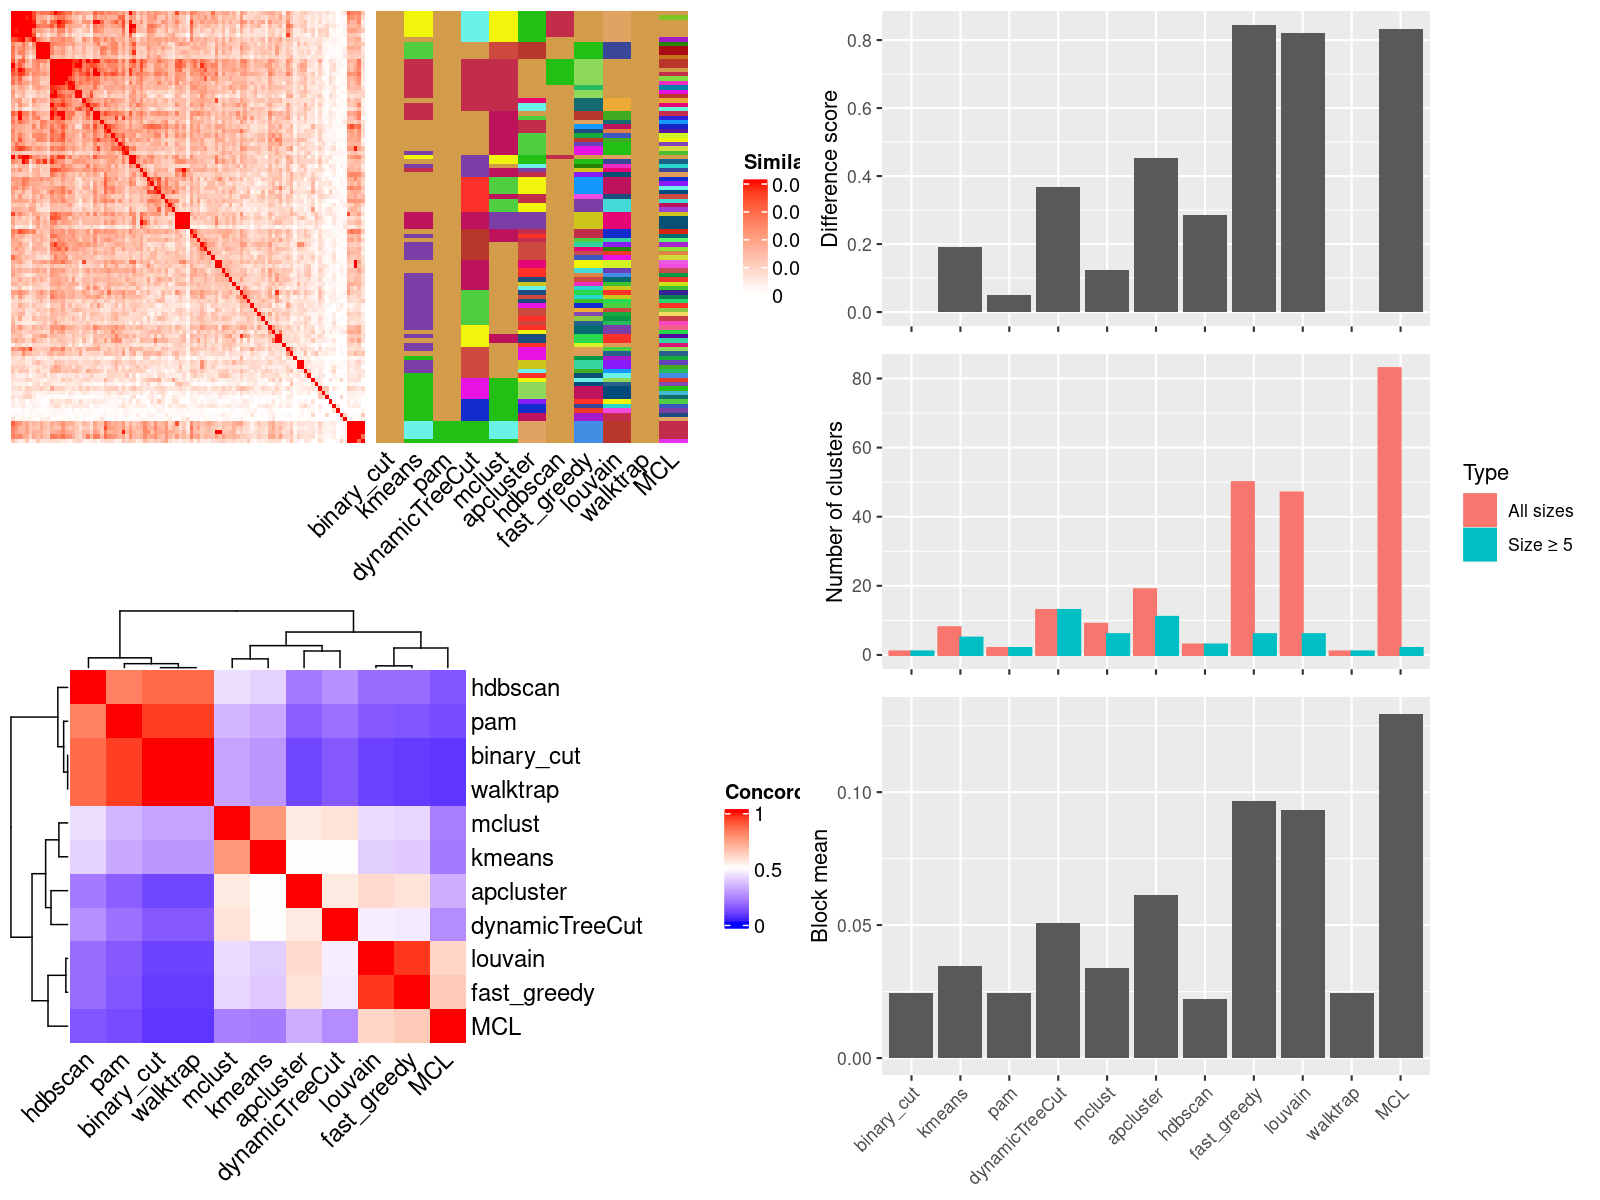 Simila
0.0
0.0
0.0
0.0
0
binary_cut
kmeans
pam
dynamicTreeCut
mclust
apcluster
hdbscan
fast_greedy
louvain
walktrap
MCL
hdbscan
pam
binary_cut
walktrap
mclust
kmeans
apcluster
dynamicTreeCut
louvain
fast_greedy
MCL
Concord
1
0.5
0
hdbscan
pam
binary_cut
walktrap
mclust
kmeans
apcluster
dynamicTreeCut
louvain
fast_greedy
MCL
Difference score
0.8
0.6
0.4
0.2
0.0
Number of clusters
80
60
40
20
0
Type
All sizes
Size ≥ 5
Block mean
0.10
0.05
0.00
binary_cut
kmeans
pam
dynamicTreeCut
mclust
apcluster
hdbscan
fast_greedy
louvain
walktrap
MCL